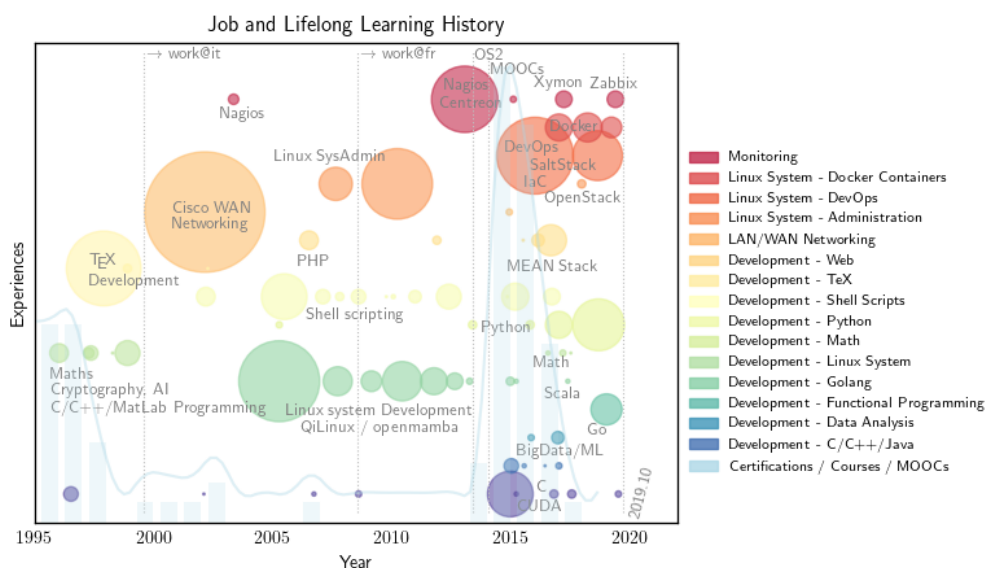 Job and Lifelong Learning History
→ work@it
→ work@fr
OS2
MOOCs
Nagios
Nagios
Centreon
Xymon
Zabbix
Docker
Linux SysAdmin
DevOps
SaltStack
IaC
OpenStack
Cisco WAN
Networking
PHP
MEAN Stack
TEX
Development
Shell scripting
Python
Maths
Cryptography, AI
C/C++/MatLab Programming
Math
Linux system Development
QiLinux / openmamba
Scala
Go
BigData/ML
C
CUDA
2019.10
Experiences
1995
2000
2005
2010
2015
2020
Year
Monitoring
Linux System - Docker Containers
Linux System - DevOps
Linux System - Administration
LAN/WAN Networking
Development - Web
Development - TeX
Development - Shell Scripts
Development - Python
Development - Math
Development - Linux System
Development - Golang
Development - Functional Programming
Development - Data Analysis
Development - C/C++/Java
Certifications / Courses / MOOCs